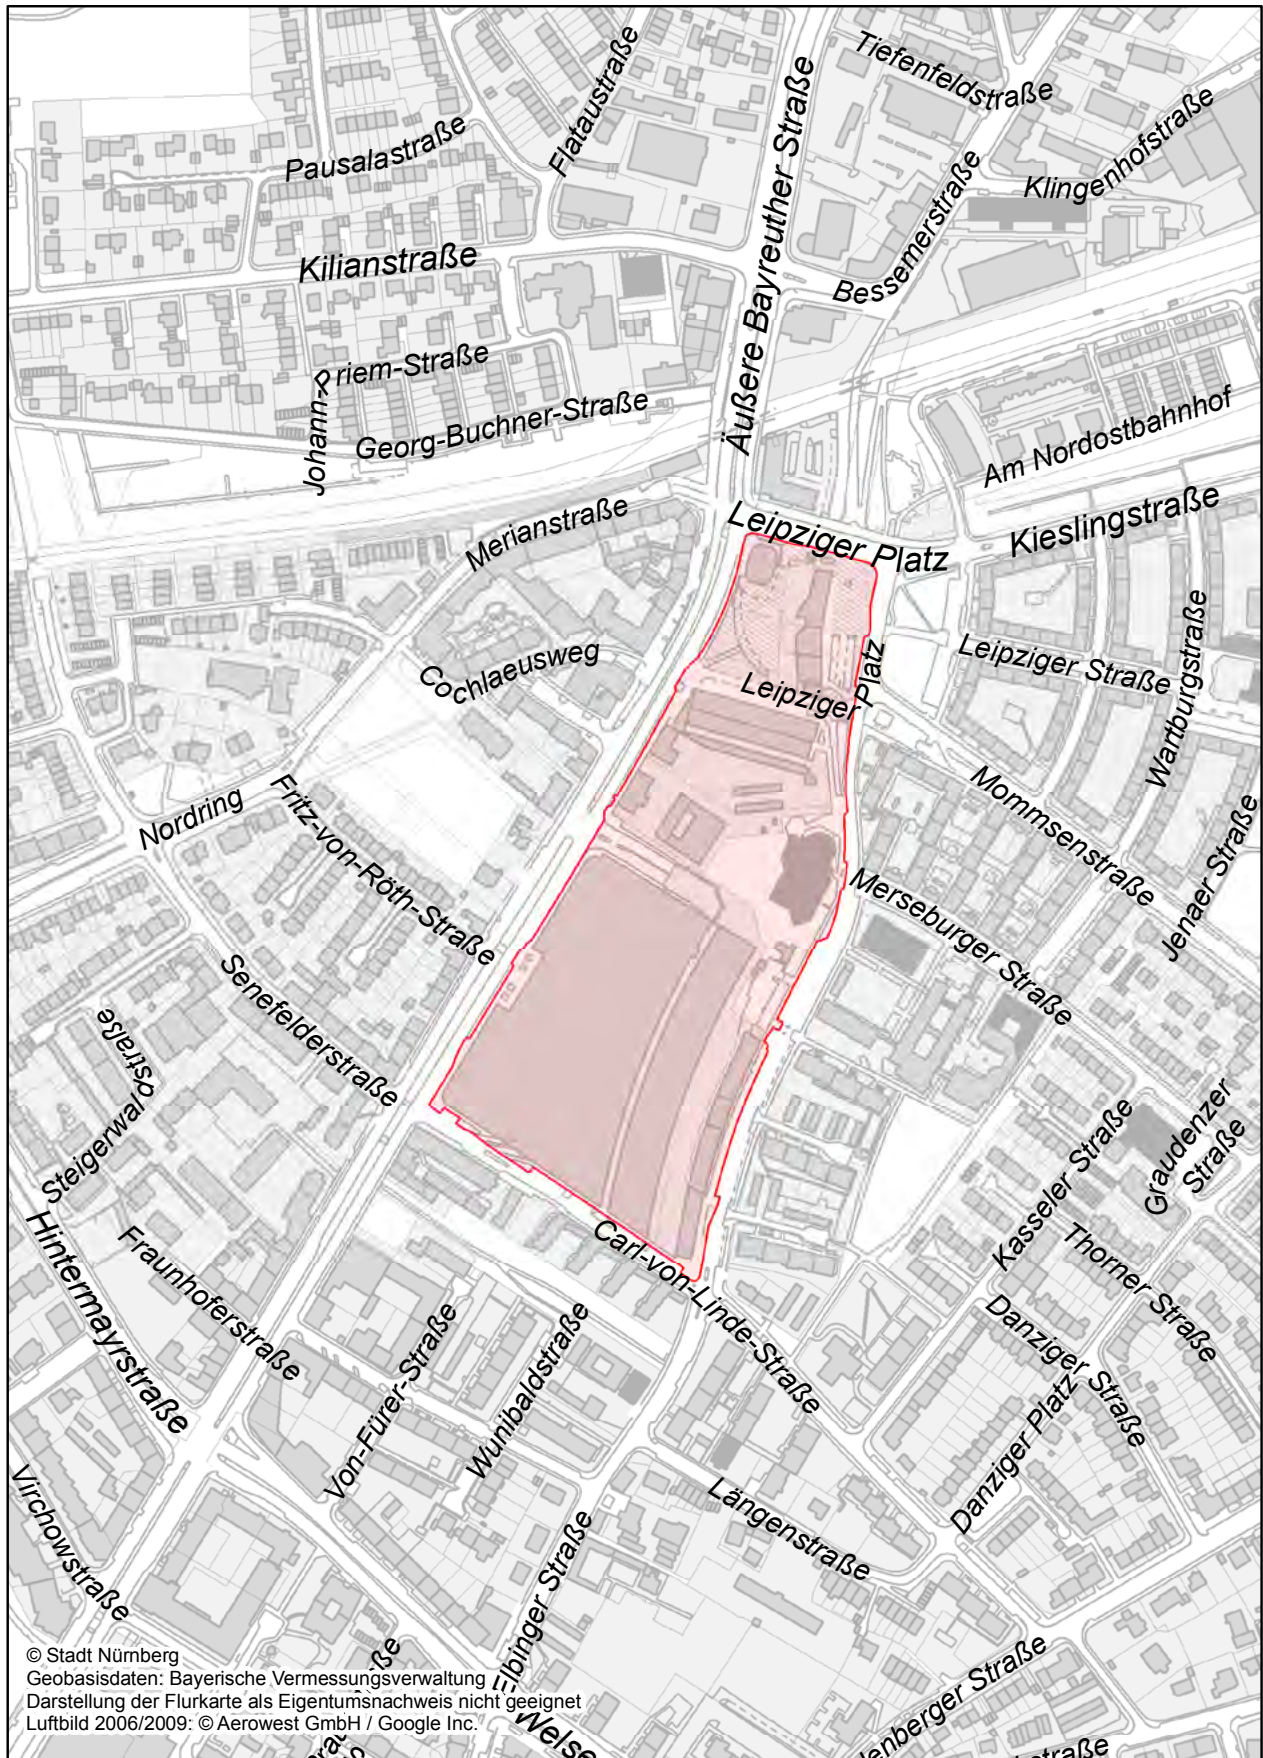 Tiefenfeldstraße
Flataustraße
Äußere Bayreuther Straße
Pausalastraße
Klingenhofstraße
Bessemerstraße
Kilianstraße
Johann-Priem-Straße
Georg-Buchner-Straße
Am Nordostbahnhof
Merianstraße
Leipziger Platz
Kieslingstraße
Cochlaeusweg
Leipziger Platz
Leipziger Straße
Wartburgstraße
Nordring
Fritz-von-Röth-Straße
Mommsenstraße
Jenaer Straße
Merseburger Straße
Senefelderstraße
Steigerwaldstraße
Kasseler Straße
Graudenzer
Straße
Hintermayrstraße
Fraunhoferstraße
Carl-von-Linde-Straße
Thorner Straße
Danziger Straße
Von-Fürer-Straße
Wunibaldstraße
Danziger Platz
Virchowstraße
Längenstraße
Elbinger Straße
© Stadt Nürnberg
Geobasisdaten: Bayerische Vermessungsverwaltung
Darstellung der Flurkarte als Eigentumsnachweis nicht geeignet
Luftbild 2006/2009: © Aerowest GmbH / Google Inc.
Welse
enberger Straße
straße